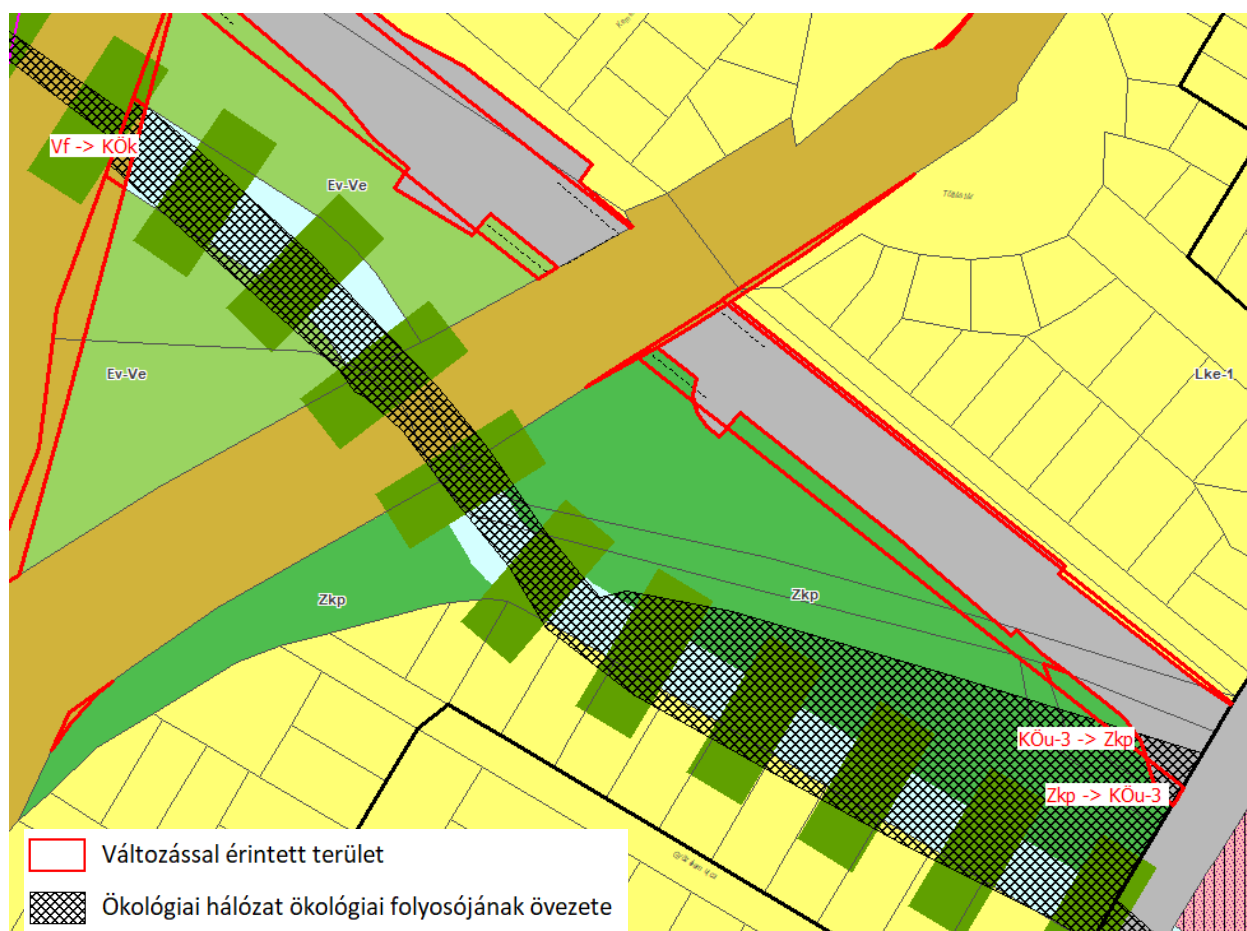 Vf -> KÖk
Ev-Ve
Ev-Ve
Lke-1
Zkp
Zkp
KÖu-3 -> Zkp
Zkp -> KÖu-3
Változással érintett terület
Ökológiai hálózat ökológiai folyosójának övezete